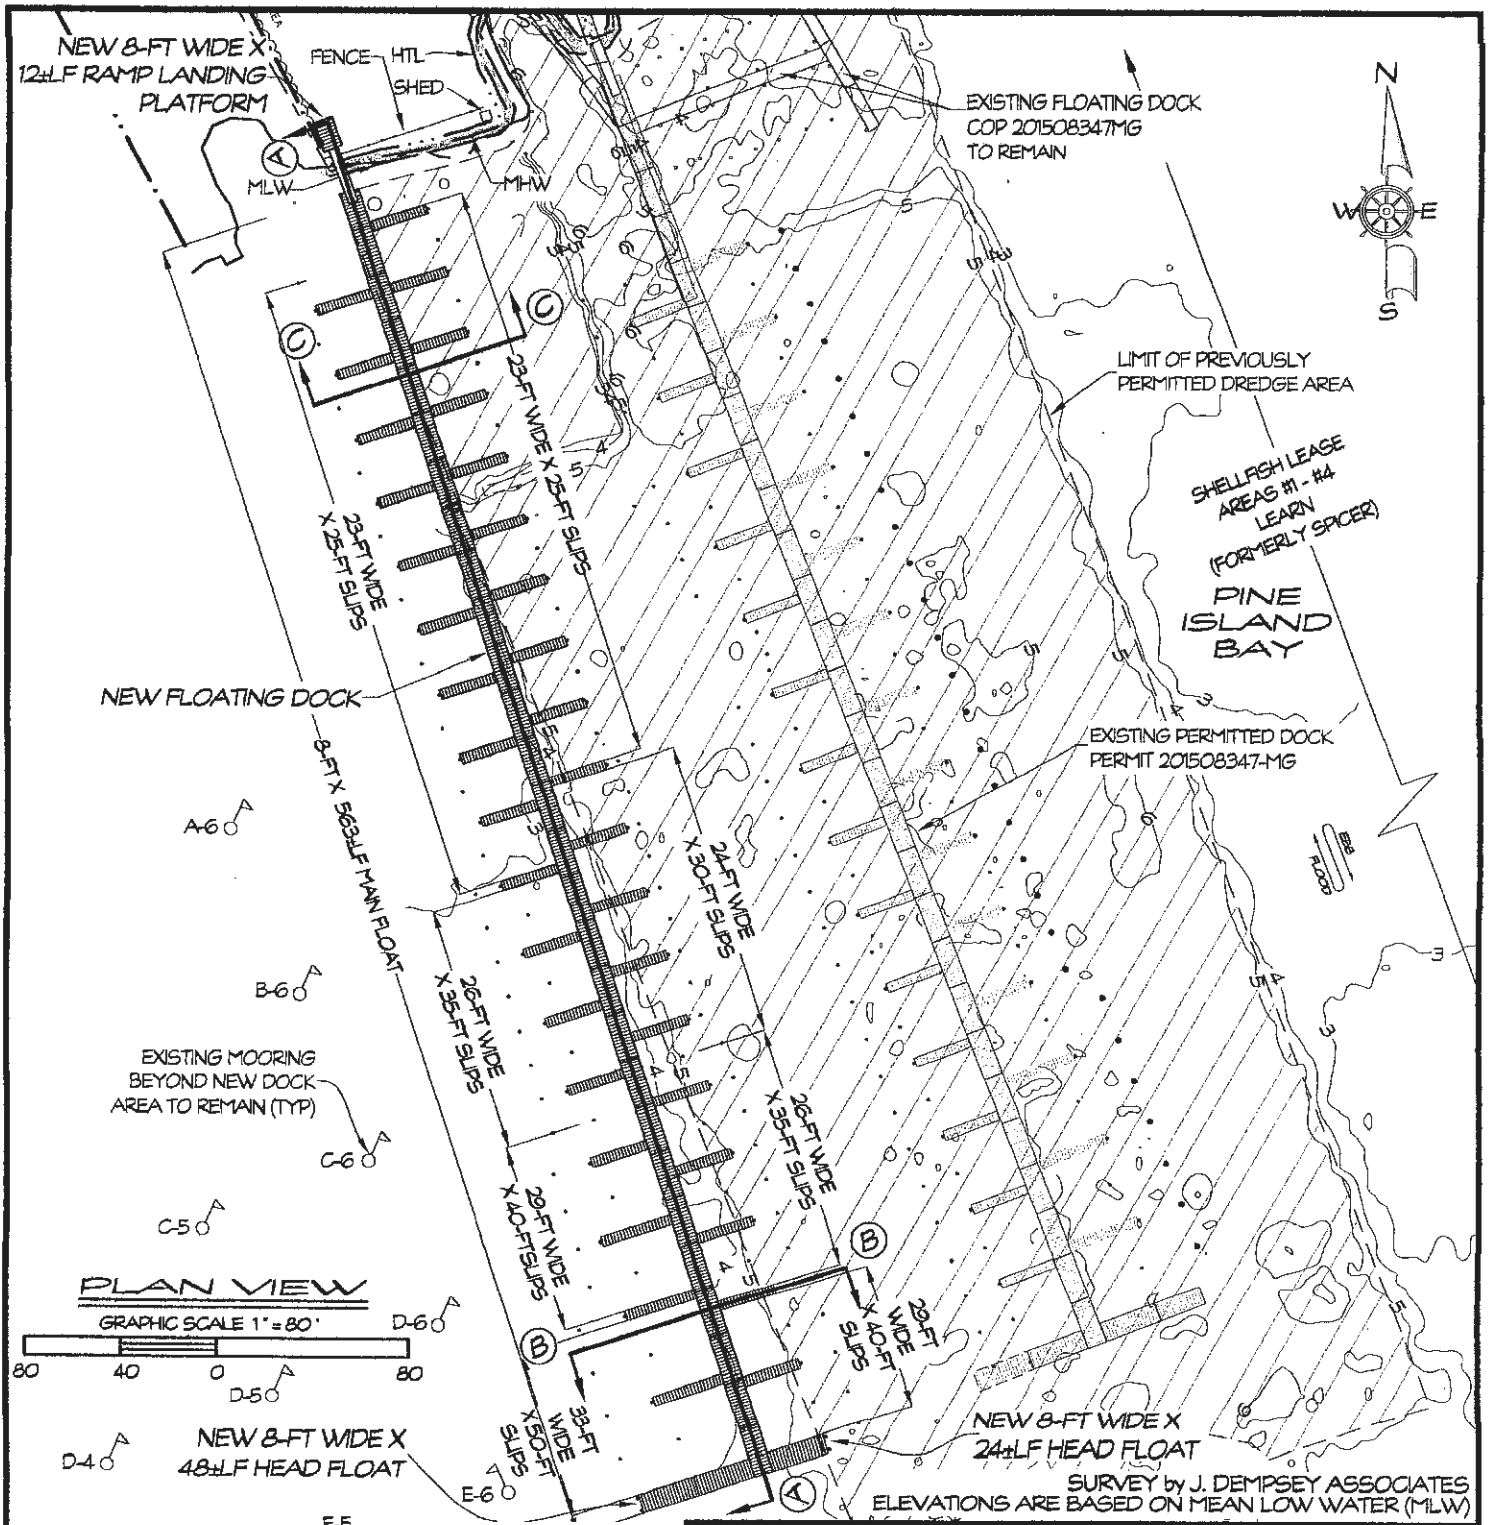 NEW 8-FT WIDE X
12±LF RAMP LANDING
PLATFORM
FENCE
HTL
SHED
A
MLW
MHW
EXISTING FLOATING DOCK
COP 201508347MG
TO REMAIN
N
W
E
S
C
C
LIMIT OF PREVIOUSLY
PERMITTED DREDGE AREA
SHELLFISH LEASE
AREAS #1 - #4
LEARN
(FORMERLY SPICER)
PINE
ISLAND
BAY
23-FT WIDE X 25-FT SLIPS
23-FT WIDE
X 25-FT SLIPS
NEW FLOATING DOCK
8-FT X 563±LF MAIN FLOAT
EXISTING PERMITTED DOCK
PERMIT 201508347-MG
EBB
FLOOD
24-FT WIDE
X 30-FT SLIPS
26-FT WIDE
X 35-FT SLIPS
26-FT WIDE
X 35-FT SLIPS
29-FT WIDE
X 40-FT SLIPS
29-FT
WIDE
X 40-FT
SLIPS
33-FT
WIDE
X 50-FT
SLIPS
A-6
B-6
EXISTING MOORING
BEYOND NEW DOCK
AREA TO REMAIN (TYP)
C-6
C-5
B
B
PLAN VIEW
GRAPHIC SCALE 1"=80'
80 40 0 80
D-6
D-5
D-4
E-6
E-5
NEW 8-FT WIDE X
48±LF HEAD FLOAT
NEW 8-FT WIDE X
24±LF HEAD FLOAT
A
SURVEY by J. DEMPSEY ASSOCIATES
ELEVATIONS ARE BASED ON MEAN LOW WATER (MLW)